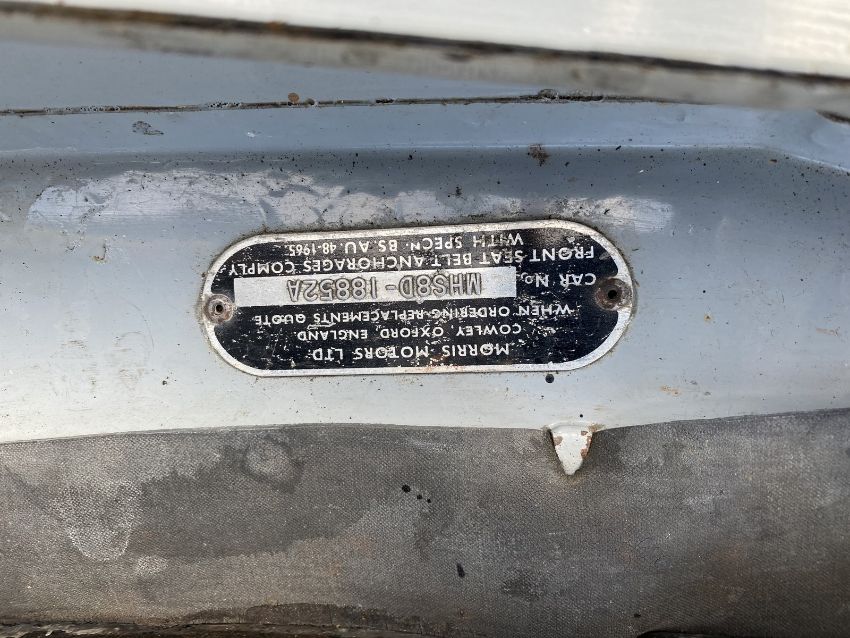 MORRIS MOTORS LTD.
COWLEY, OXFORD, ENGLAND.
WHEN ORDERING REPLACEMENTS QUOTE
CAR No. MHS8D-18852A
FRONT SEAT BELT ANCHORAGES COMPLY
WITH SPECN. BS. AU. 48-1965.